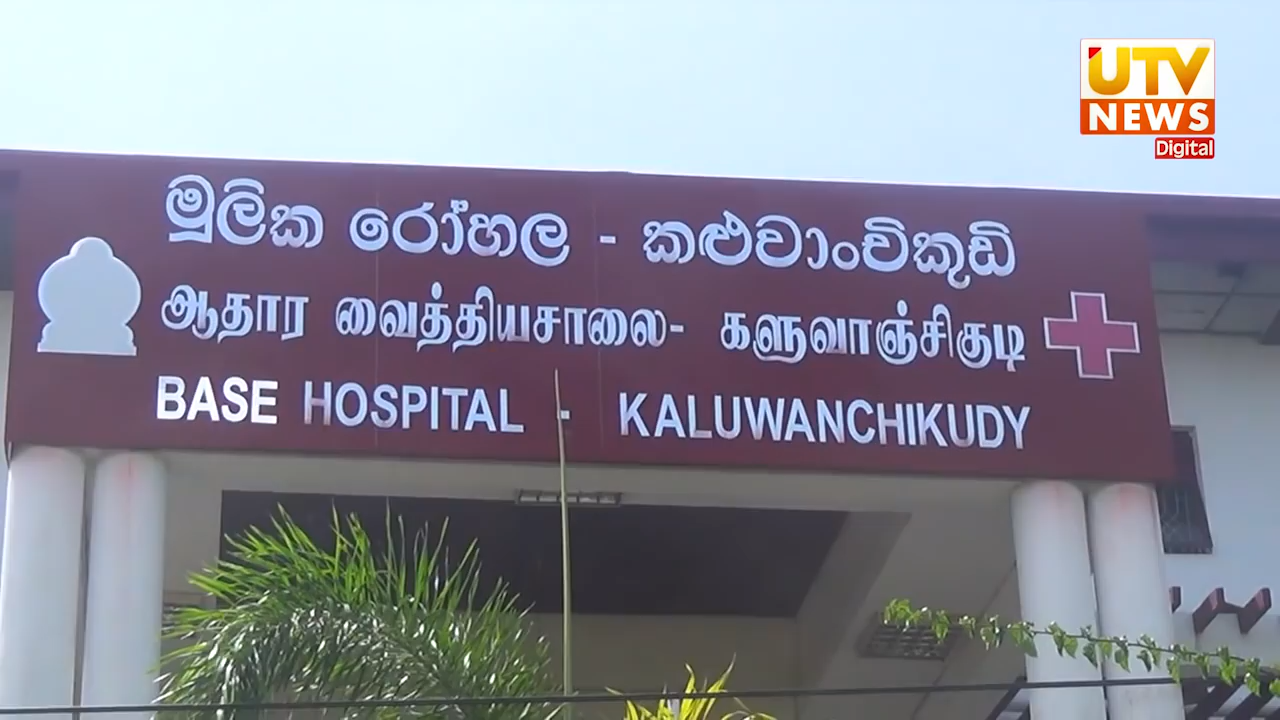 UTV
NEWS
Digital
මූලික රෝහල - කළුවාංචිකුඩි
ஆதார வைத்தியசாலை- களுவாஞ்சிகுடி
BASE HOSPITAL - KALUWANCHIKUDY